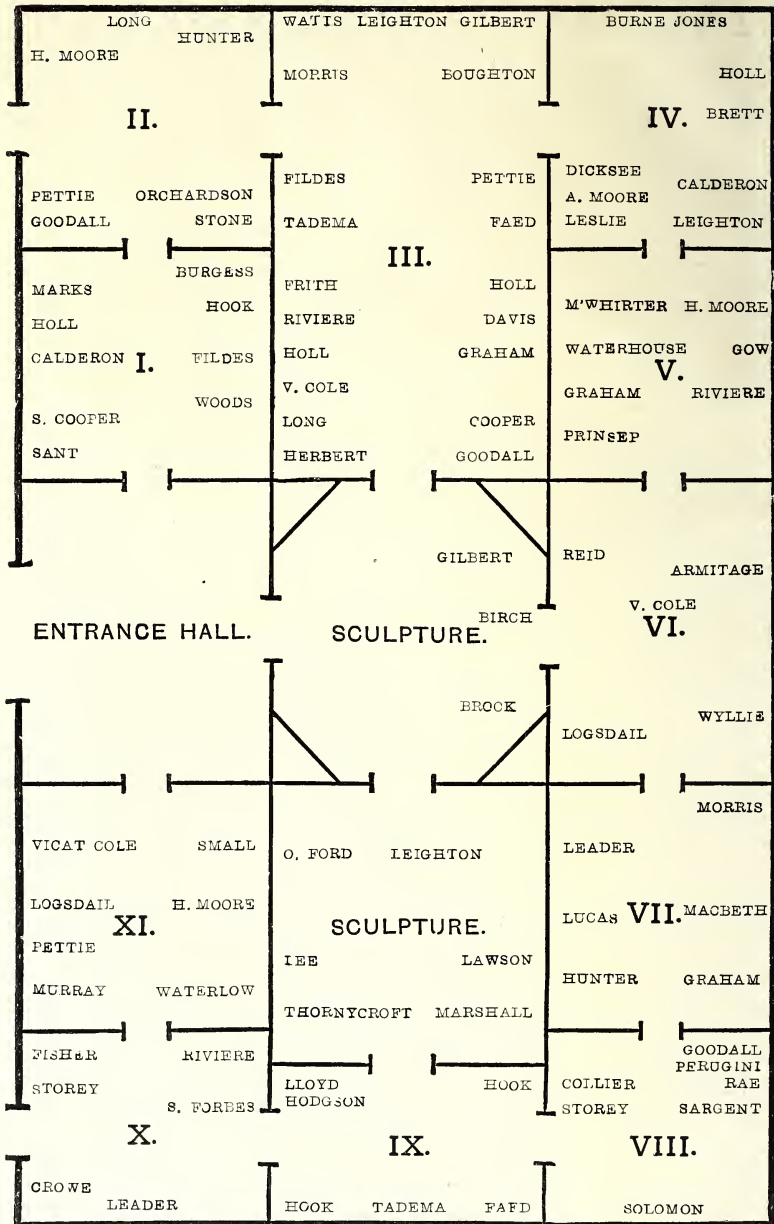 LONG
HUNTER
H. MOORE
II.
PETTIE ORCHARDSON
GOODALL STONE
WATTS LEIGHTON GILBERT
MORRIS BOUGHTON
FILDES PETTIE
TADEMA FAED
III.
FRITH HOLL
RIVIERE DAVIS
HOLL GRAHAM
V. COLE
LONG COOPER
HERBERT GOODALL
BURNE JONES
HOLL
IV. BRETT
DICKSEE
CALDERON
A. MOORE
LESLIE LEIGHTON
BURGESS
MARKS
HOOK
HOLL
CALDERON I. FILDES
WOODS
S. COOPER
SANT
M'WHIRTER H. MOORE
WATERHOUSE GOW
V.
GRAHAM RIVIERE
PRINSEP
ENTRANCE HALL.
GILBERT
BIRCH
SCULPTURE.
BROCK
REID
ARMITAGE
V. COLE
VI.
WYLLIE
LOGSDAIL
VICAT COLE SMALL
LOGSDAIL H. MOORE
XI.
PETTIE
MURRAY WATERLOW
O. FORD LEIGHTON
SCULPTURE.
LEE LAWSON
THORNYCROFT MARSHALL
MORRIS
LEADER
LUCAS VII. MACBETH
HUNTER GRAHAM
FISHER RIVIERE
STOREY
S. FORBES
X.
CROWE
LEADER
LLOYD HOOK
HODGSON
IX.
HOOK TADEMA FAED
GOODALL
PERUGINI
COLLIER RAE
STOREY SARGENT
VIII.
SOLOMON